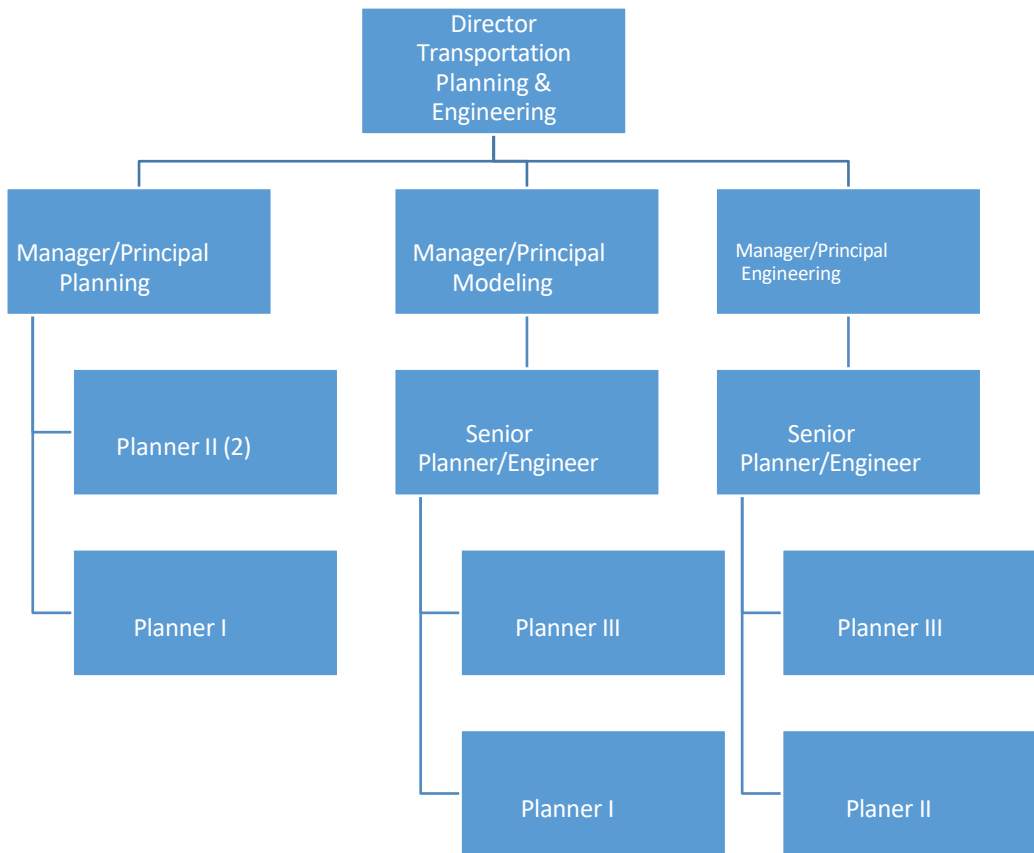 Director
Transportation
Planning &
Engineering
Manager/Principal
Planning
Manager/Principal
Modeling
Manager/Principal
Engineering
Planner II (2)
Senior
Planner/Engineer
Senior
Planner/Engineer
Planner I
Planner III
Planner III
Planner I
Planer II